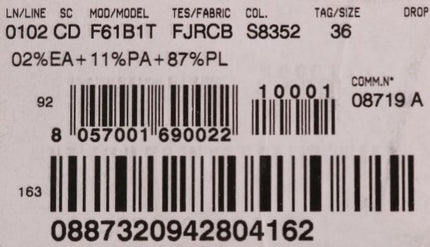 LN/LINE SC MOD/MODEL TES/FABRIC COL. TAG/SIZE DROP
0102 CD F61B1T FJRCB S8352 36
02%EA+11%PA+87%PL
COMM.N°
92 10001 08719 A
8 057001 690022
163
0887320942804162